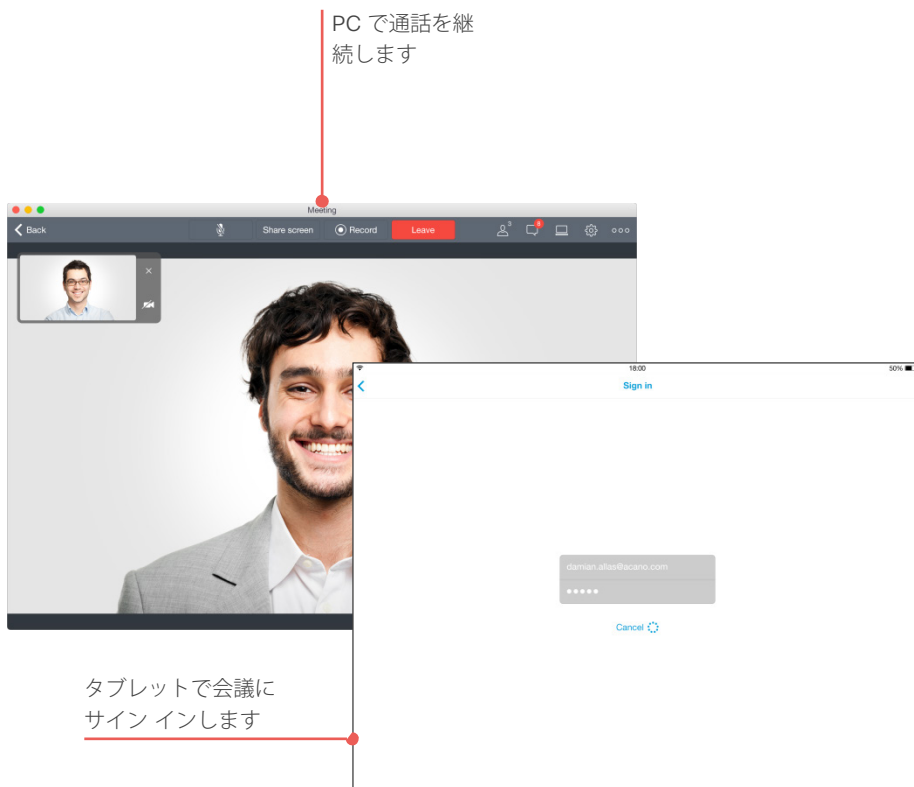 PC で通話を継
続します
Meeting
Back
Share screen
Record
Leave
3
18:00
50%
Sign in
damian.alias@acano.com
Cancel
タブレットで会議に
サイン インします